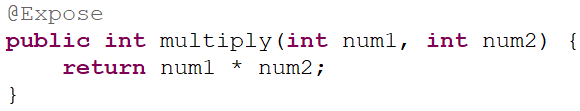 @Expose
public int multiply(int num1, int num2) {
    return num1 * num2;
}